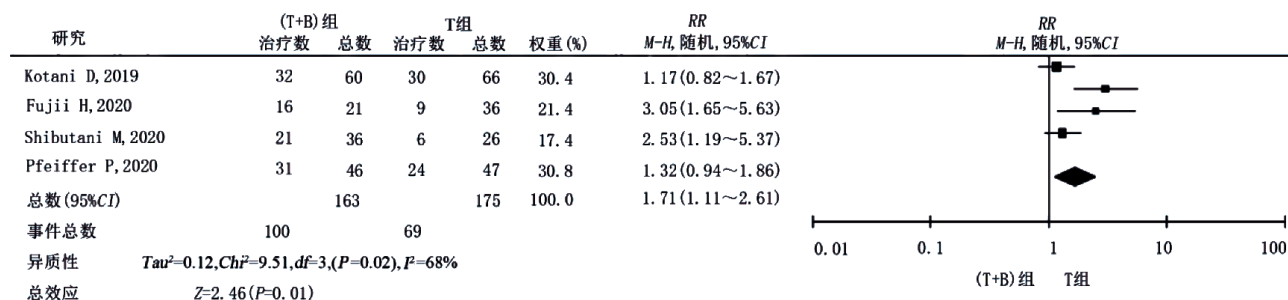 (T+B)组 T组 RR RR
研究 治疗数 总数 治疗数 总数 权重(%) M-H,随机,95%CI M-H,随机,95%CI
Kotani D,2019 32 60 30 66 30.4 1.17(0.82~1.67)
Fujii H,2020 16 21 9 36 21.4 3.05(1.65~5.63)
Shibutani M,2020 21 36 6 26 17.4 2.53(1.19~5.37)
Pfeiffer P,2020 31 46 24 47 30.8 1.32(0.94~1.86)
总数(95%CI) 163 175 100.0 1.71(1.11~2.61)
事件总数 100 69
0.01 0.1 1 10 100
异质性 Tau²=0.12,Chi²=9.51,df=3,(P=0.02),I²=68%
(T+B)组 T组
总效应 Z=2.46(P=0.01)